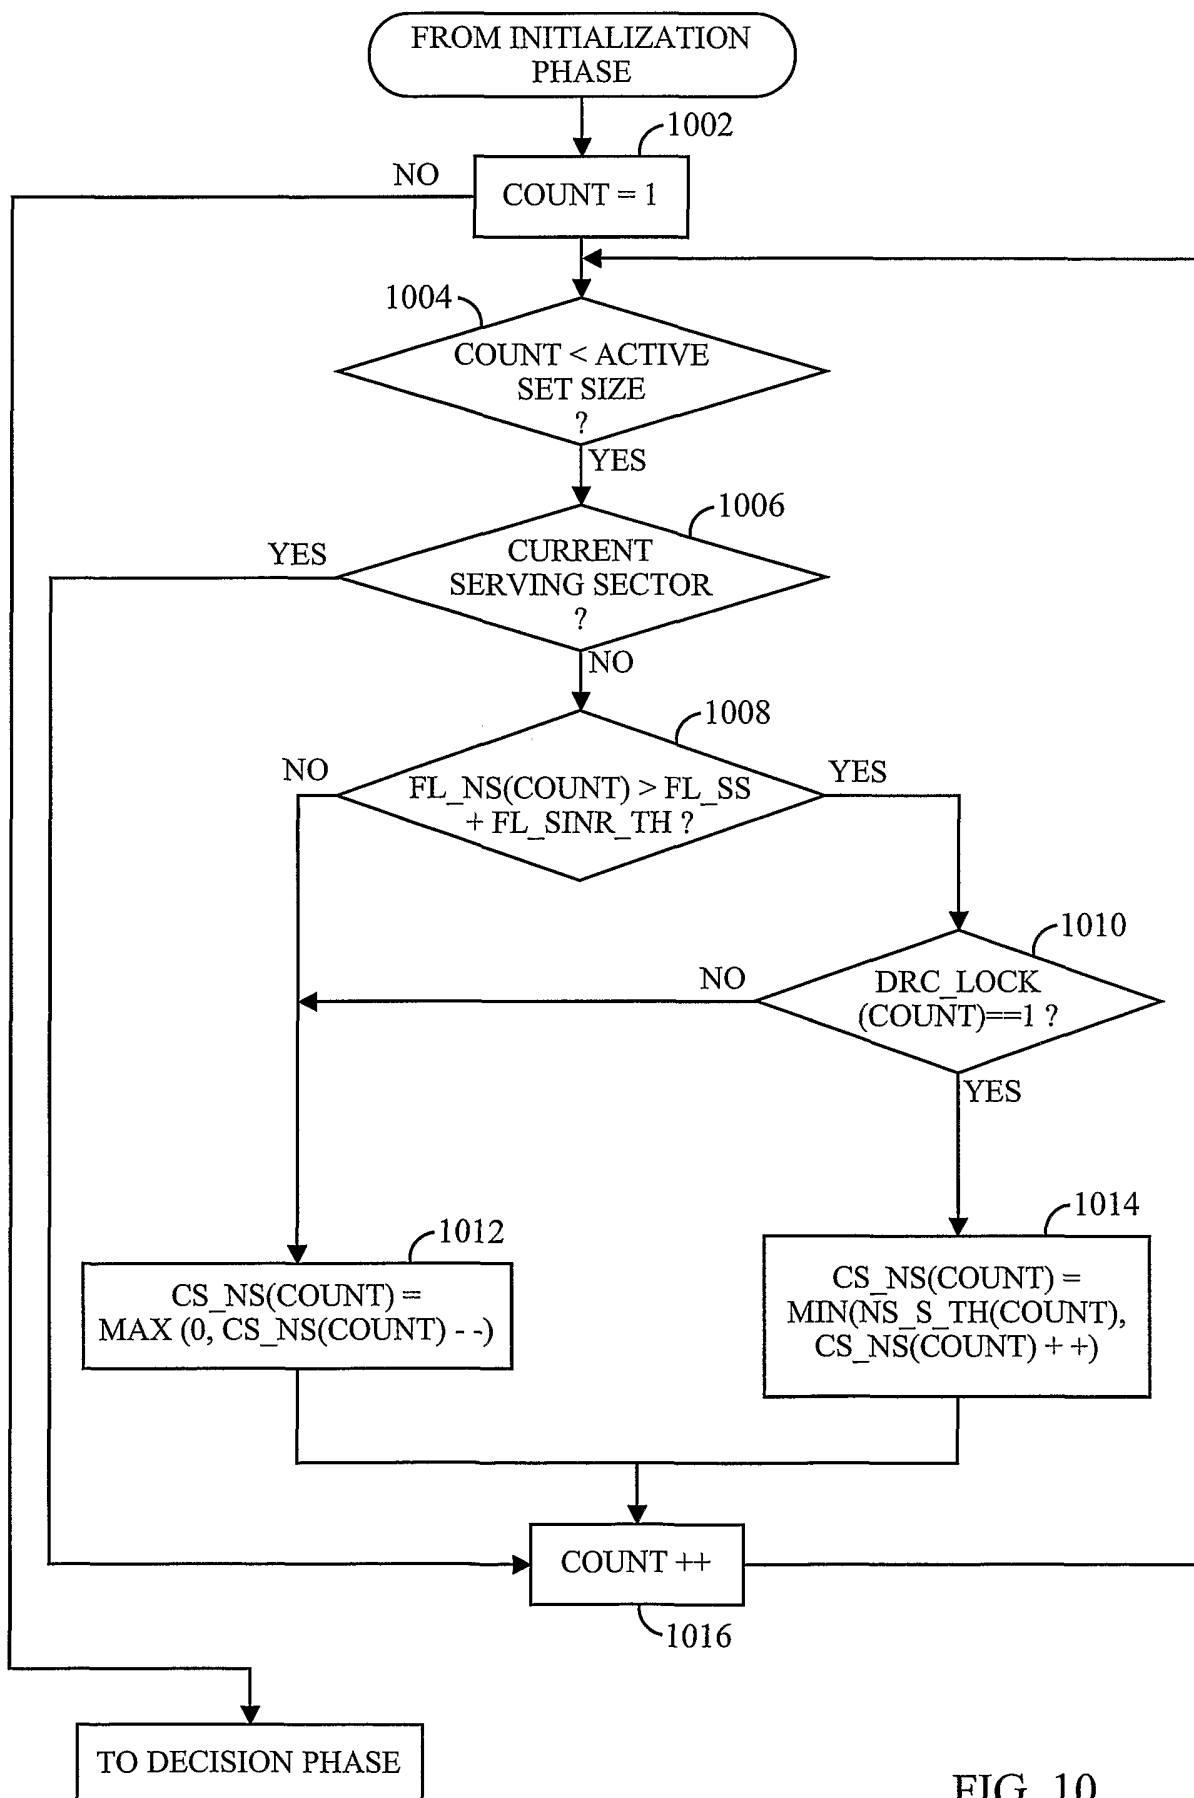 FROM INITIALIZATION
PHASE
1002
NO
COUNT = 1
1004
COUNT < ACTIVE
SET SIZE
?
YES
1006
YES
CURRENT
SERVING SECTOR
?
NO
1008
NO
FL_NS(COUNT) > FL_SS
+ FL_SINR_TH ?
YES
1010
NO
DRC_LOCK
(COUNT)==1 ?
YES
1012
CS_NS(COUNT) =
MAX (0, CS_NS(COUNT) - -)
1014
CS_NS(COUNT) =
MIN(NS_S_TH(COUNT),
CS_NS(COUNT) + +)
COUNT ++
1016
TO DECISION PHASE
FIG. 10